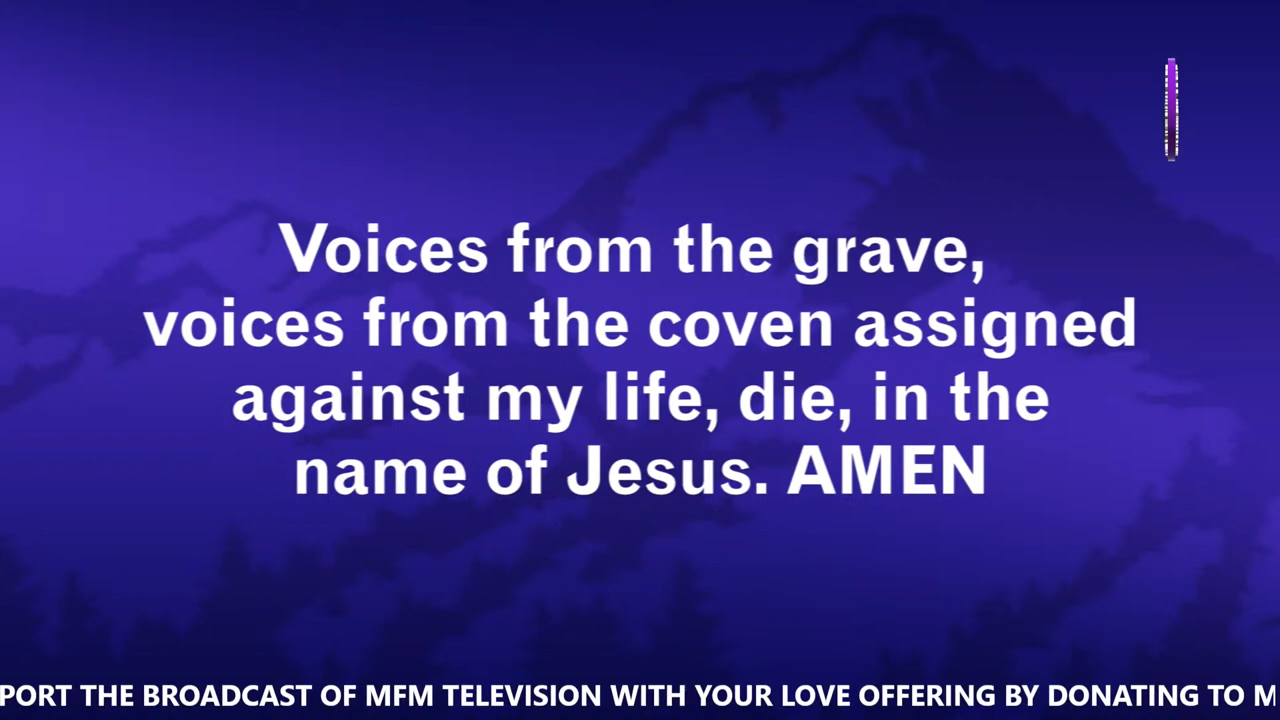 Voices from the grave,
voices from the coven assigned
against my life, die, in the
name of Jesus. AMEN
THE BROADCAST OF MFM TELEVISION WITH YOUR LOVE OFFERING BY DONATING TO